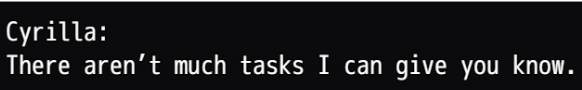 Cyrilla:
There aren’t much tasks I can give you know.